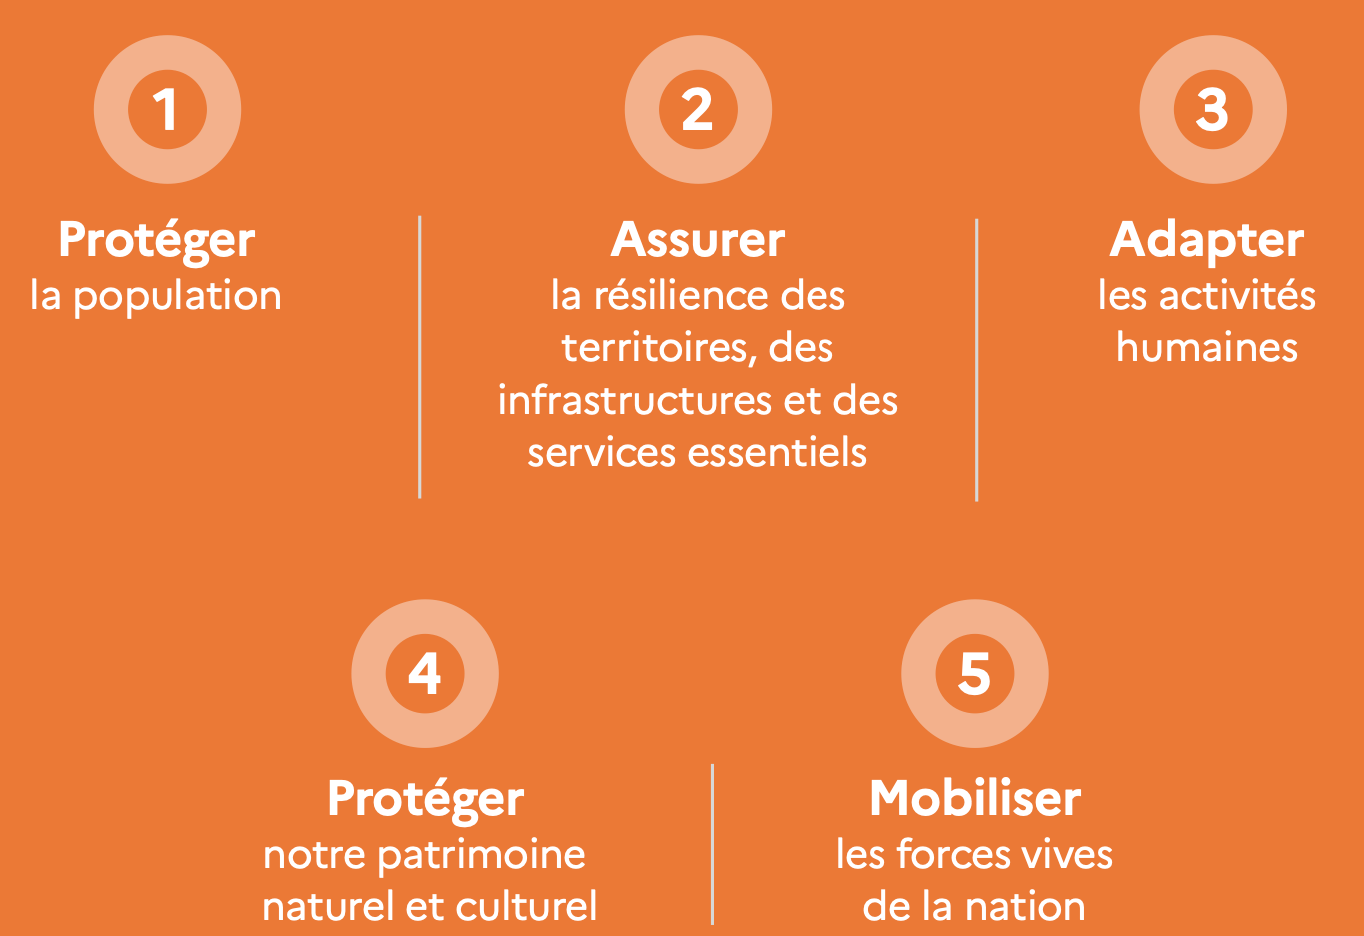 1
Protéger
la population
2
Assurer
la résilience des
territoires, des
infrastructures et des
services essentiels
3
Adapter
les activités
humaines
4
Protéger
notre patrimoine
naturel et culturel
5
Mobiliser
les forces vives
de la nation